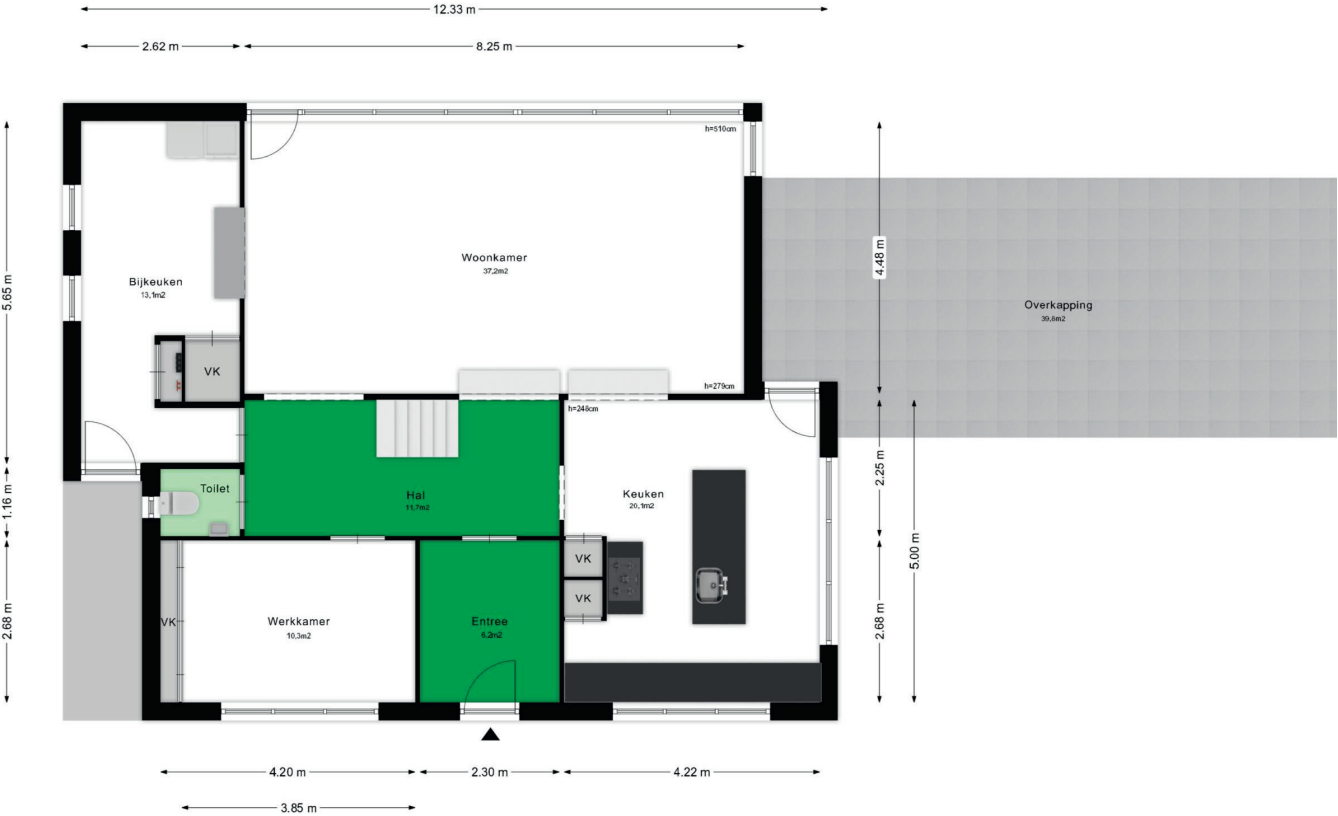 12.33 m
2.62 m
8.25 m
h=510cm
5.65 m
4.48 m
Woonkamer
37,2m2
Bijkeuken
13,1m2
Overkapping
39,6m2
VK
h=279cm
h=248cm
2.25 m
Toilet
Hal
11,7m2
Keuken
20,1m2
1.16 m
5.00 m
VK
VK
2.68 m
VK
Werkkamer
10,3m2
Entree
6,2m2
2.68 m
4.20 m
2.30 m
4.22 m
3.85 m